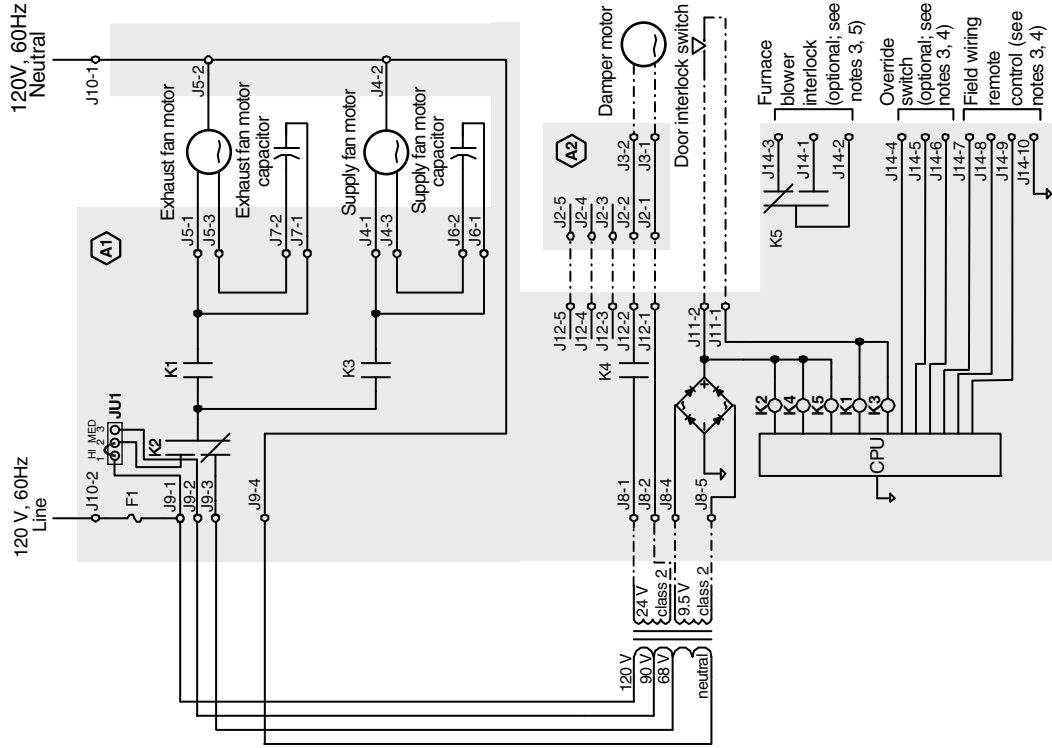 120V, 60Hz
Neutral
J10-1
J5-2
J4-2
Exhaust fan motor
J5-1
J5-3
Exhaust fan motor
capacitor
J7-2
J7-1
Supply fan motor
J4-1
J4-3
Supply fan motor
capacitor
J6-2
J6-1
A1
K1
K3
120 V, 60Hz
Line
J10-2
F1
HI MED
1 2 3
JU1
K2
J9-1
J9-2
J9-3
J9-4
Damper motor
Door interlock switch
A2
J3-2
J3-1
J2-5
J2-4
J2-3
J2-2
J2-1
J12-5
J12-4
J12-3
J12-2
J12-1
K4
J11-2
J11-1
J8-1
J8-2
J8-4
J8-5
24 V
class 2
9.5 V
class 2
120 V
90 V
68 V
neutral
Furnace
blower
interlock
(optional; see
notes 3, 5)
Override
switch
(optional; see
notes 3, 4)
Field wiring
remote
control (see
notes 3, 4)
J14-3
J14-1
J14-2
K5
J14-4
J14-5
J14-6
J14-7
J14-8
J14-9
J14-10
K2
K4
K5
K1
K3
CPU